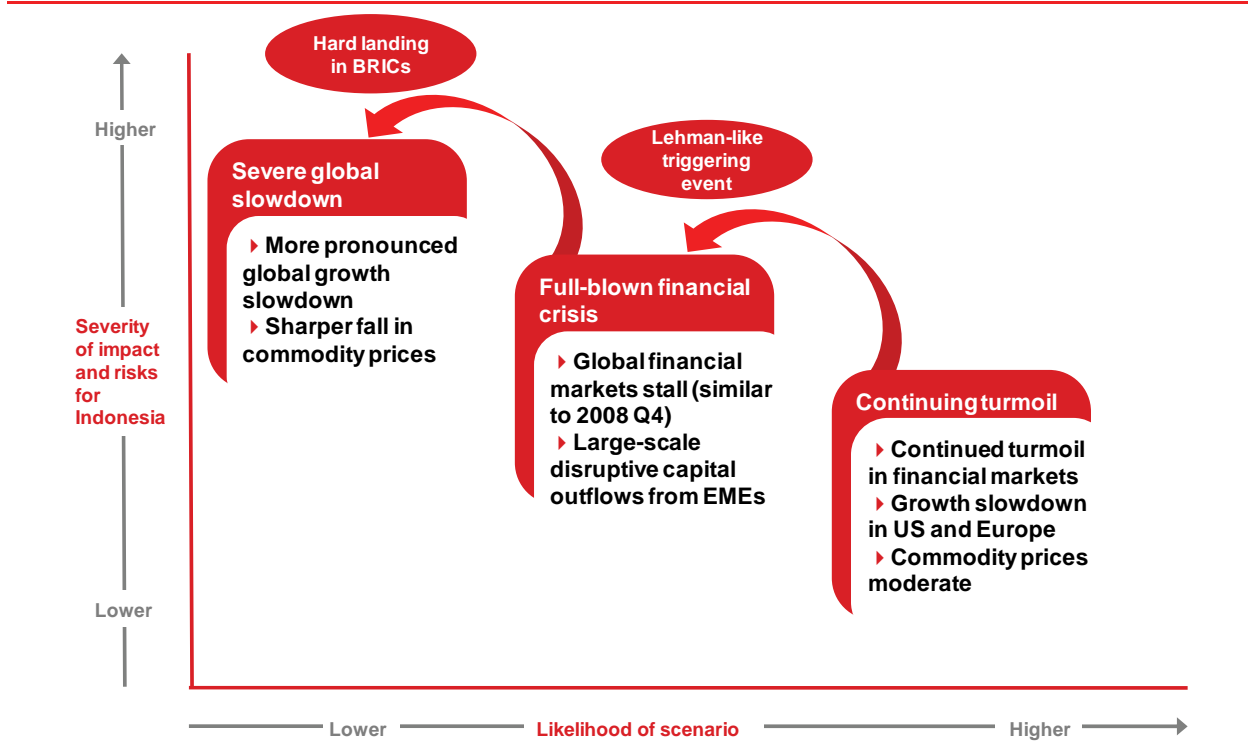 Hard landing
in BRICs
Higher
Lehman-like
triggering
event
Severe global
slowdown
More pronounced
global growth
slowdown
Sharper fall in
commodity prices
Full-blown financial
crisis
Global financial
markets stall (similar
to 2008 Q4)
Large-scale
disruptive capital
outflows from EMEs
Severity
of impact
and risks
for
Indonesia
Continuing turmoil
Continued turmoil
in financial markets
Growth slowdown
in US and Europe
Commodity prices
moderate
Lower
Lower
Likelihood of scenario
Higher